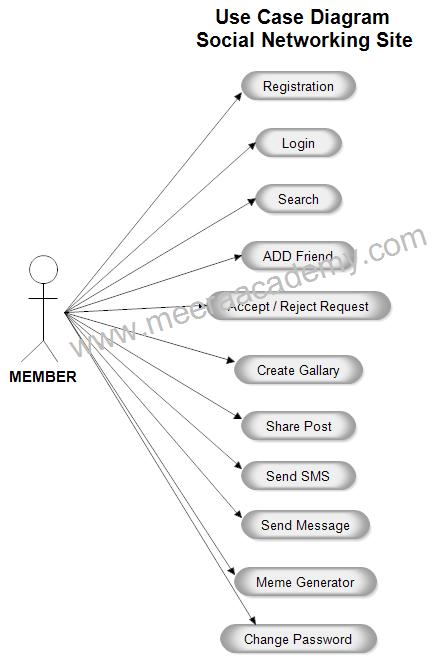 Use Case Diagram
Social Networking Site
Registration
Login
Search
ADD Friend
Accept / Reject Request
www.meeraacademy.com
MEMBER
Create Gallary
Share Post
Send SMS
Send Message
Meme Generator
Change Password